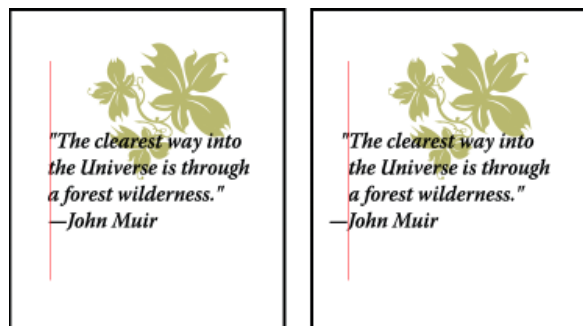 "The clearest way into
the Universe is through
a forest wilderness."
—John Muir
"The clearest way into
the Universe is through
a forest wilderness."
—John Muir